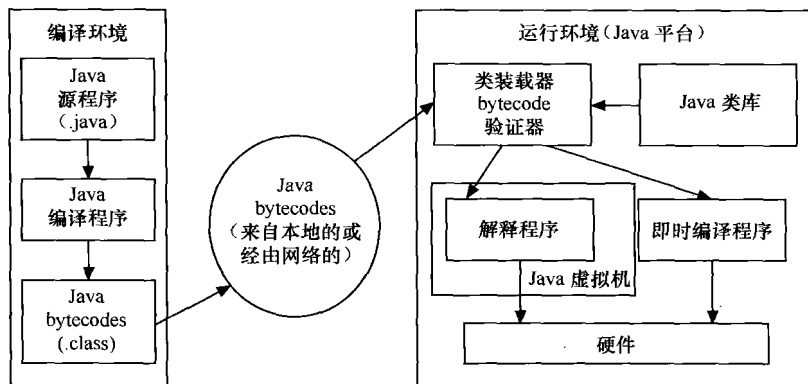 编译环境
Java
源程序
(.java)
Java
编译程序
Java
bytecodes
(.class)
Java
bytecodes
(来自本地的或
经由网络的)
运行环境(Java 平台)
类装载器
bytecode
验证器
Java 类库
解释程序
Java 虚拟机
即时编译程序
硬件